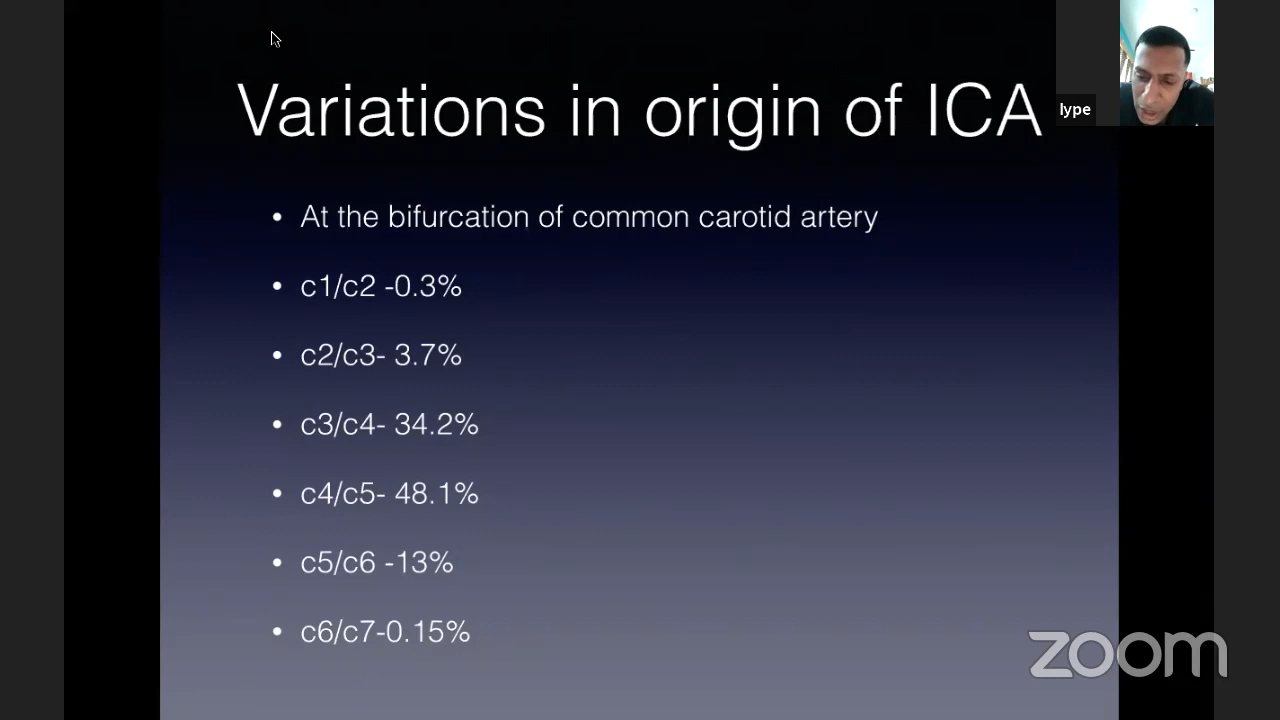 Variations in origin of ICA
Iype
• At the bifurcation of common carotid artery
• c1/c2 -0.3%
• c2/c3- 3.7%
• c3/c4- 34.2%
• c4/c5- 48.1%
• c5/c6 -13%
• c6/c7-0.15%
zoom